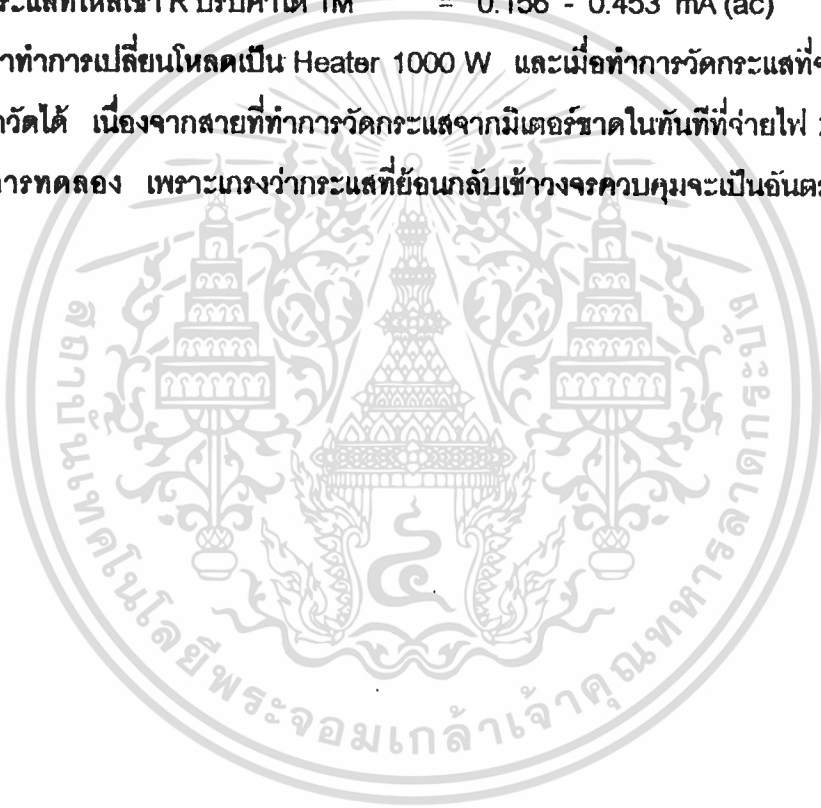 ระแสที่ไหลเข้า R ปรับค่าได้ 1M = 0.156 - 0.453 mA (ac)
าทำการเปลี่ยนโหลดเป็น Heater 1000 W และเมื่อทำการวัดกระแสที่
วัดได้ เนื่องจากสายที่ทำการวัดกระแสจากมิเตอร์ขาดในทันทีที่จ่ายไฟ
ารทดลอง เพราะเกรงว่ากระแสที่ย้อนกลับเข้าวงจรควบคุมจะเป็นอันต
สถาบันเทคโนโลยีพระจอมเกล้าเจ้าคุณทหารลาดกระบัง